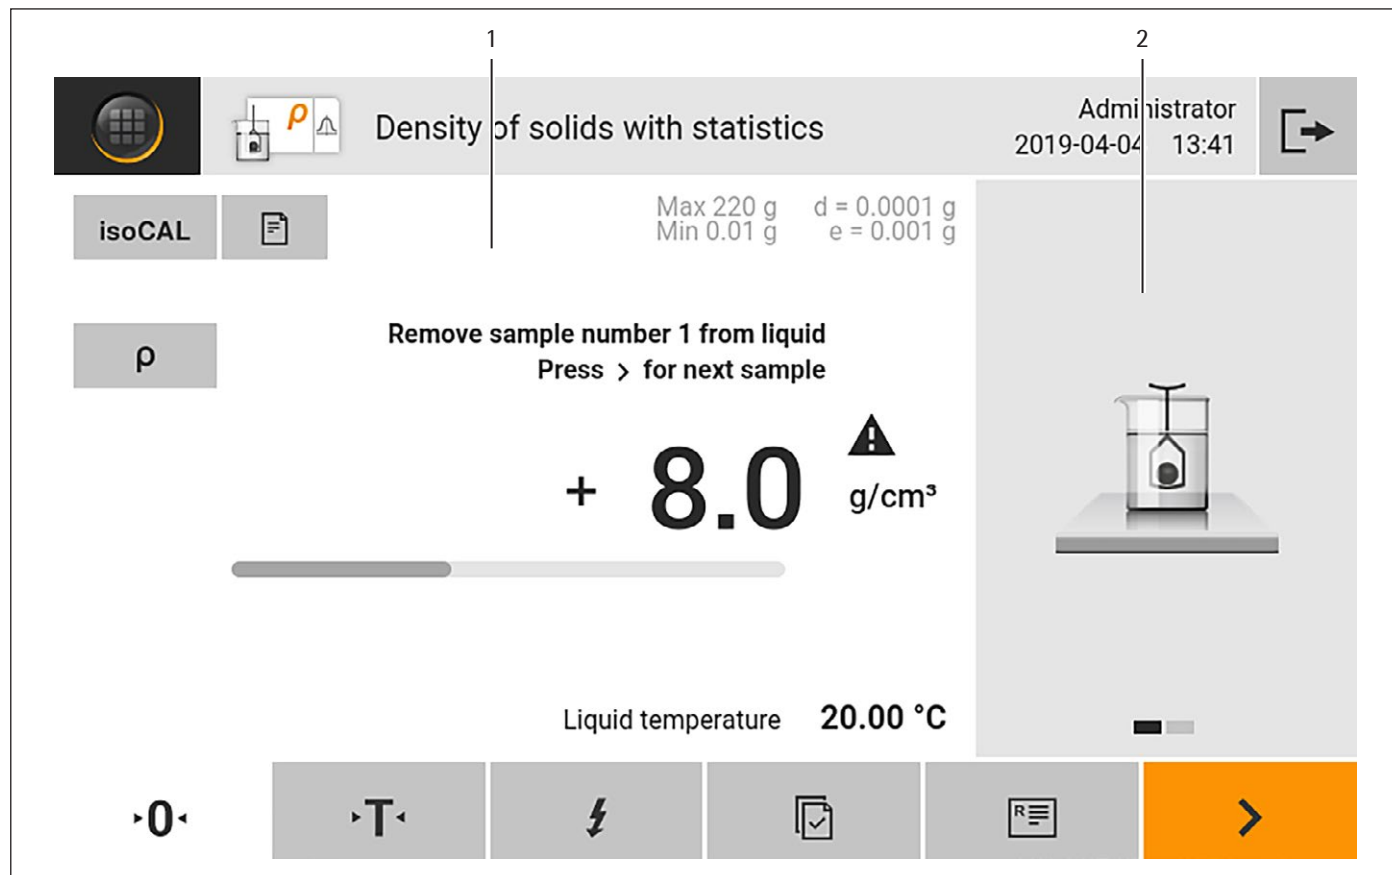 1
2
ρ
Density of solids with statistics
Administrator
2019-04-04 13:41
isoCAL
Max 220 g d = 0.0001 g
Min 0.01 g e = 0.001 g
ρ
Remove sample number 1 from liquid
Press > for next sample
+ 8.0 g/cm³
Liquid temperature 20.00 °C
0
T
R
>